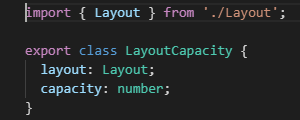 import { Layout } from './Layout';
export class LayoutCapacity {
layout: Layout;
capacity: number;
}